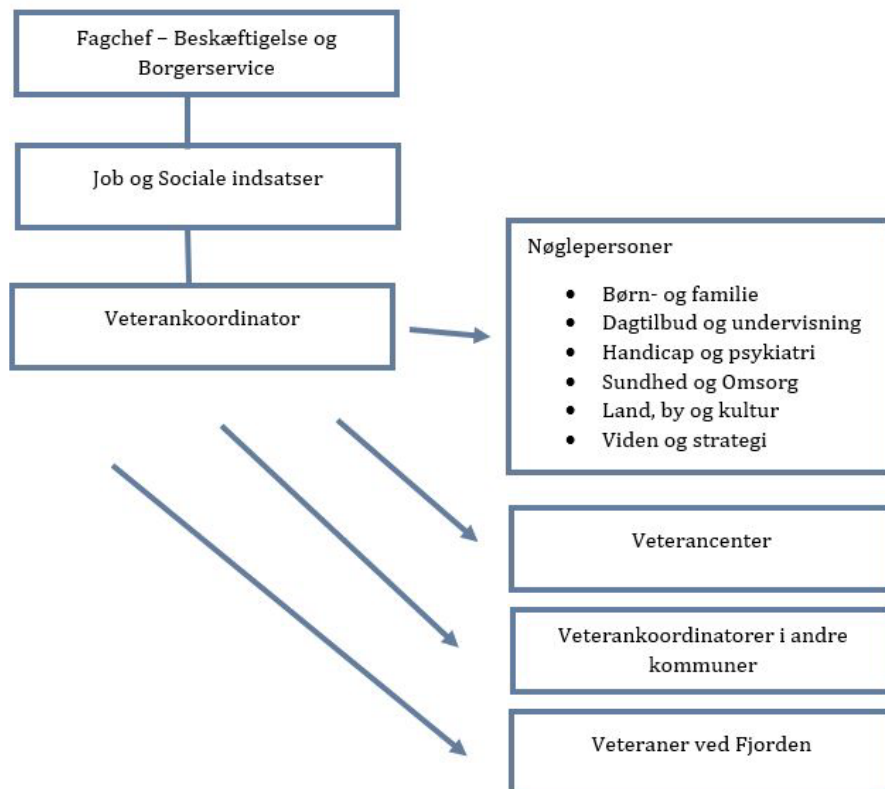 Fagchef – Beskæftigelse og
Borgerservice
Job og Sociale indsatser
Veterankoordinator
Nøglepersoner
• Børn- og familie
• Dagtilbud og undervisning
• Handicap og psykiatri
• Sundhed og Omsorg
• Land, by og kultur
• Viden og strategi
Veterancenter
Veterankoordinatorer i andre
kommuner
Veteraner ved Fjorden